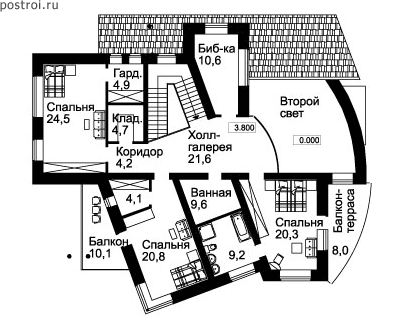 postroi.ru
Биб-ка
10,6
Гард.
4,9
Спальня
24,5
Клад.
4,7
Второй
свет
3.800
0.000
Холл-
галерея
21,6
Коридор
4,2
Ванная
9,6
4,1
Балкон
10,1
Спальня
20,8
9,2
Спальня
20,3
Балкон-
терраса
8,0